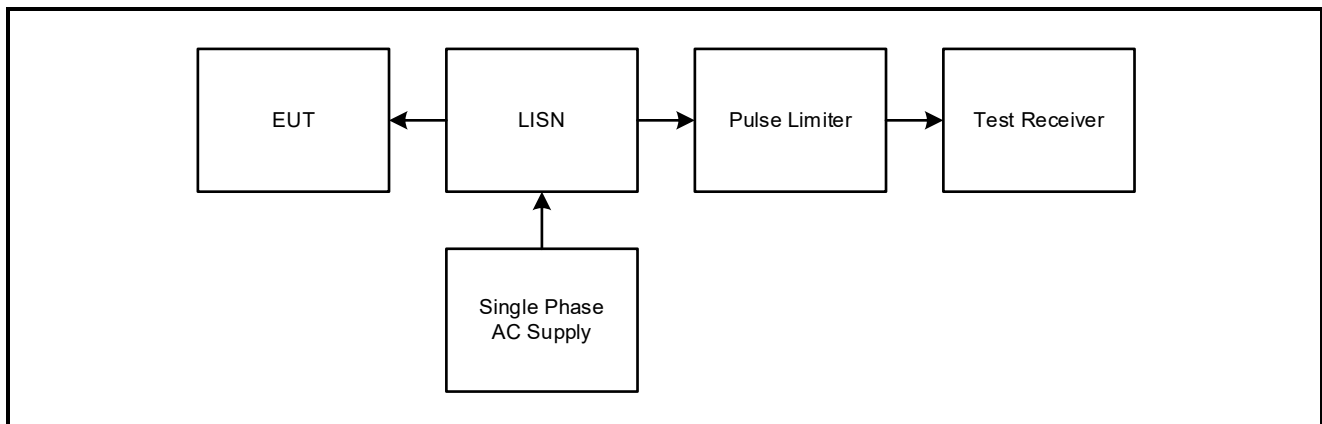 EUT
LISN
Pulse Limiter
Test Receiver
Single Phase
AC Supply